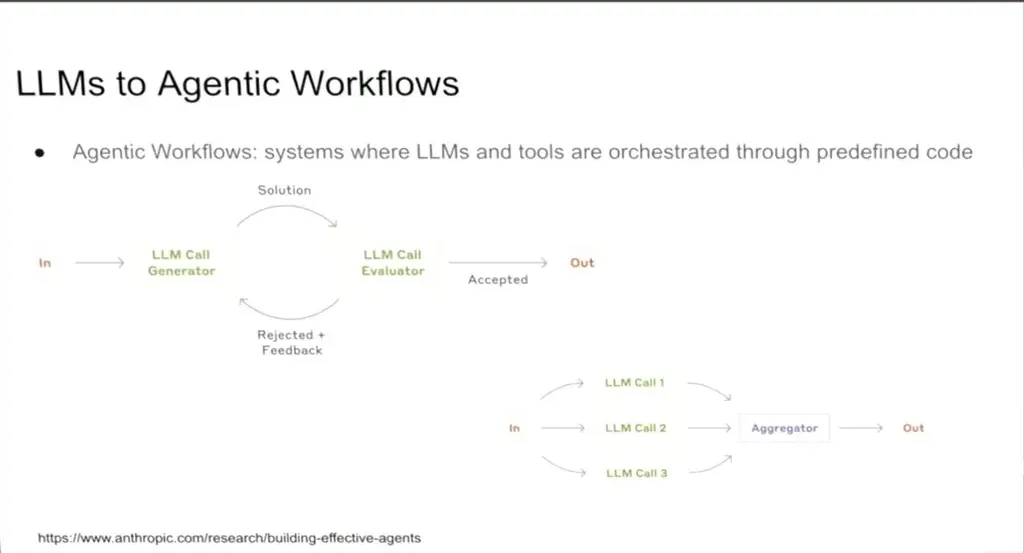 LLMs to Agentic Workflows
● Agentic Workflows: systems where LLMs and tools are orchestrated through predefined code
Solution
In
LLM Call
Generator
LLM Call
Evaluator
Accepted
Out
Rejected +
Feedback
In
LLM Call 1
LLM Call 2
LLM Call 3
Aggregator
Out
https://www.anthropic.com/research/building-effective-agents